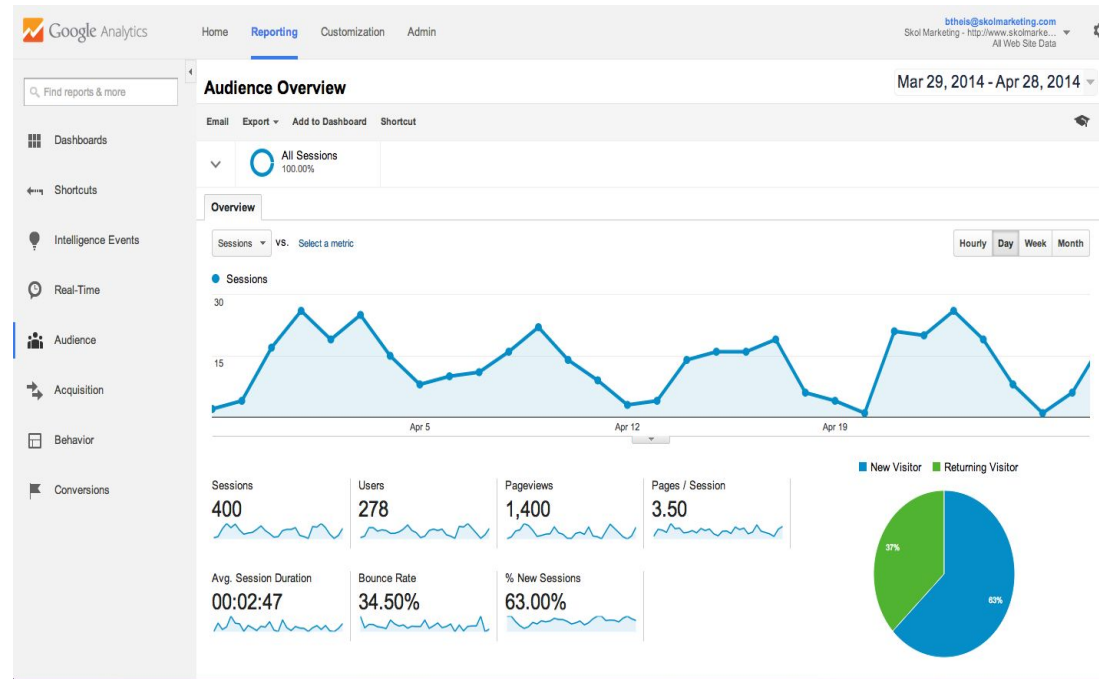 Google Analytics
Home Reporting Customization Admin
btheis@skolmarketing.com
Skol Marketing - http://www.skolmarke...
All Web Site Data
Find reports & more
Dashboards
Shortcuts
Intelligence Events
Real-Time
Audience
Acquisition
Behavior
Conversions
Audience Overview
Mar 29, 2014 - Apr 28, 2014
Email Export Add to Dashboard Shortcut
All Sessions
100.00%
Overview
Sessions VS. Select a metric
Hourly Day Week Month
Sessions
30
15
Apr 5 Apr 12 Apr 19
New Visitor Returning Visitor
Sessions Users Pageviews Pages / Session
400 278 1,400 3.50
Avg. Session Duration Bounce Rate % New Sessions
00:02:47 34.50% 63.00%
37%
63%